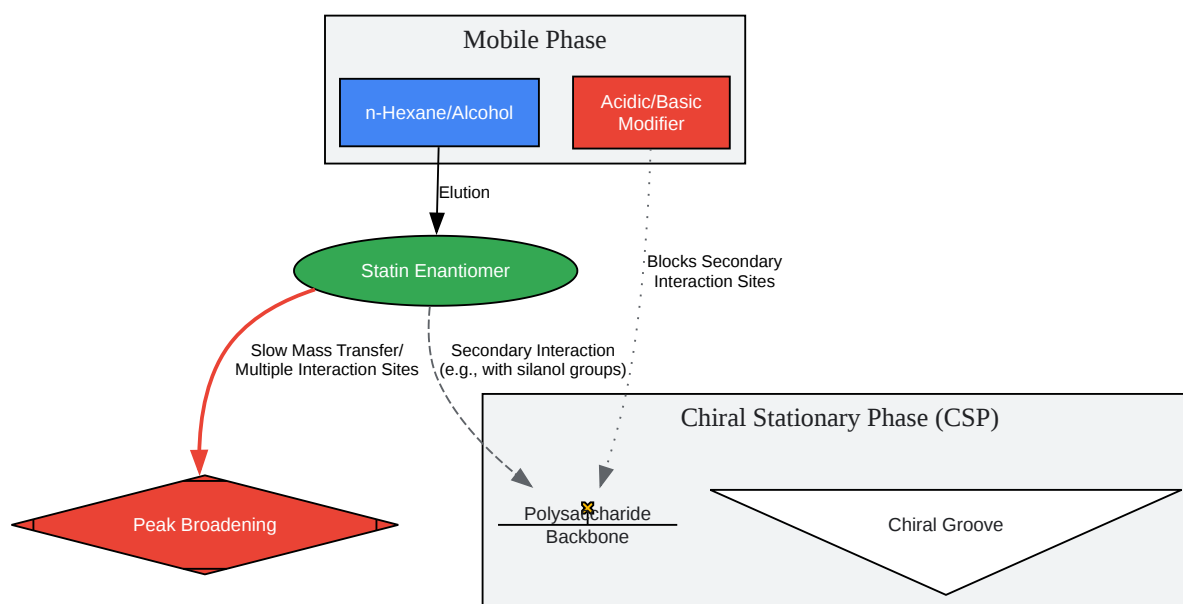 Mobile Phase
n-Hexane/Alcohol
Acidic/Basic
Modifier
Elution
Statin Enantiomer
Blocks Secondary
Interaction Sites
Slow Mass Transfer/
Multiple Interaction Sites
Secondary Interaction
(e.g., with silanol groups)
Chiral Stationary Phase (CSP)
Peak Broadening
Polysaccharide
Backbone
Chiral Groove